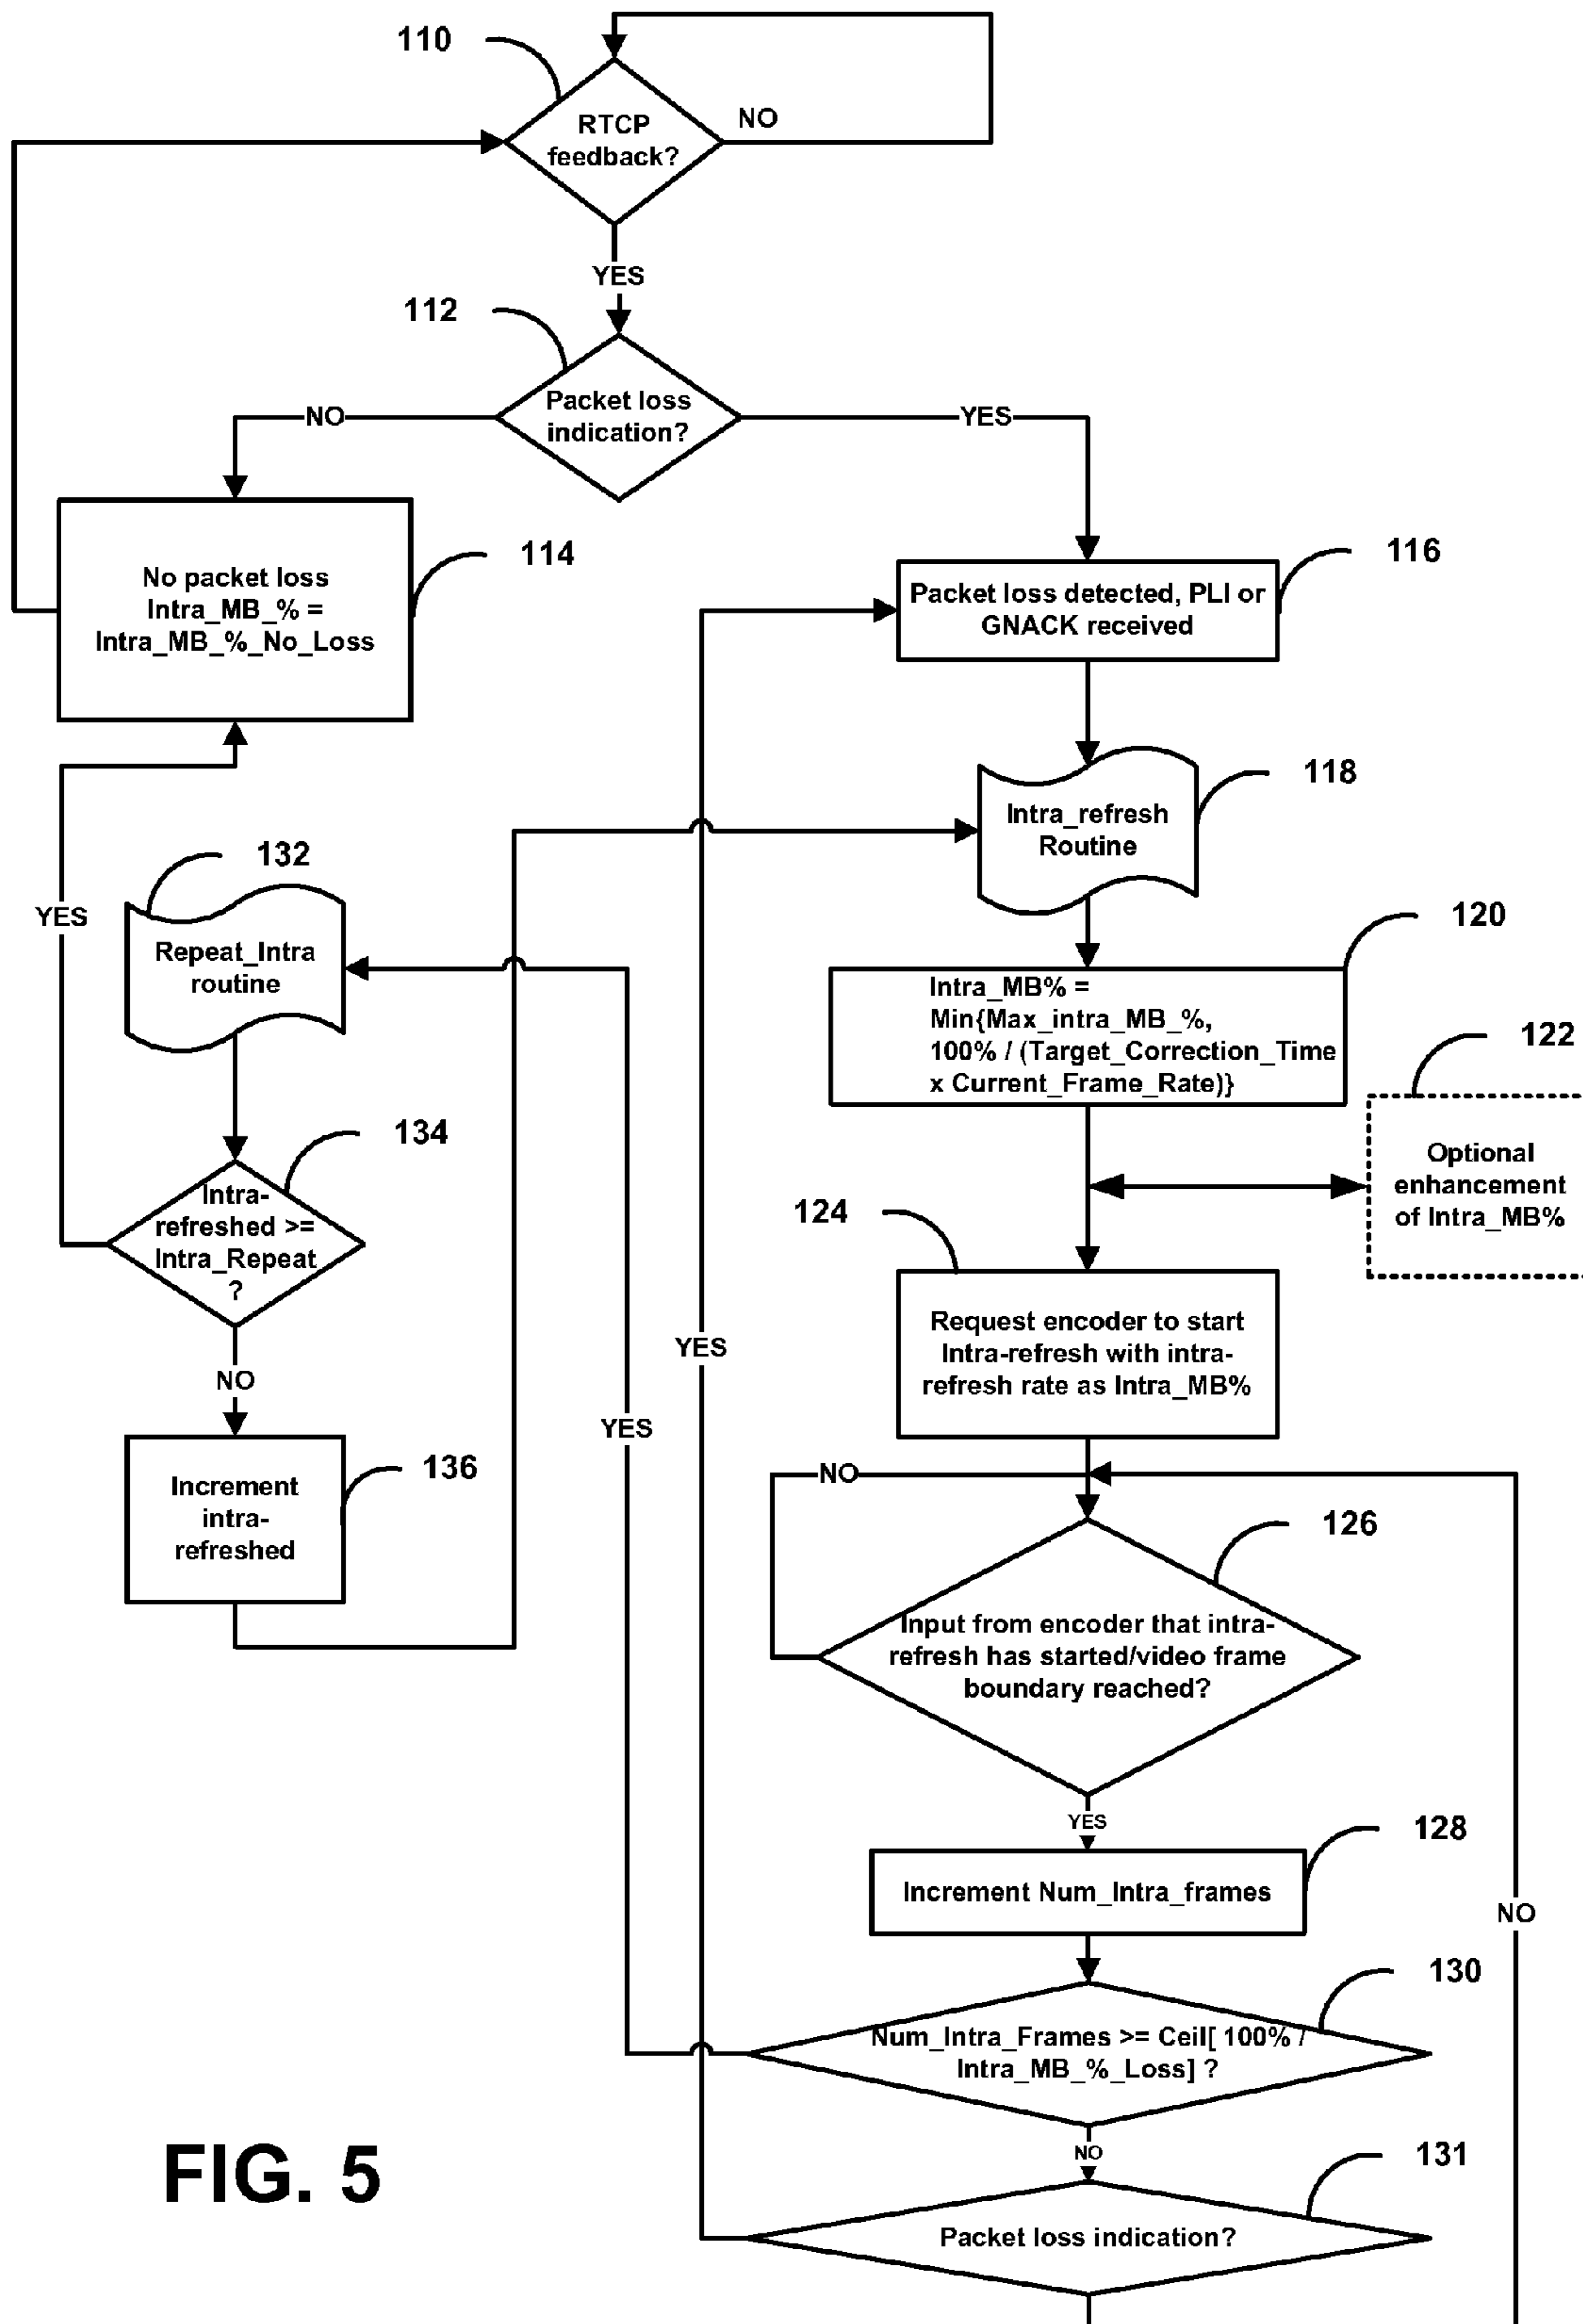 110
RTCP
feedback?
NO
YES
112
Packet loss
indication?
NO
YES
No packet loss
Intra_MB_% =
Intra_MB_%_No_Loss
114
Packet loss detected, PLI or
GNACK received
116
Intra_refresh
Routine
118
132
YES
Repeat_Intra
routine
120
Intra_MB% =
Min{Max_intra_MB_%,
100% / (Target_Correction_Time
x Current_Frame_Rate)}
122
Optional
enhancement
of Intra_MB%
134
Intra-
refreshed >=
Intra_Repeat
?
124
Request encoder to start
Intra-refresh with intra-
refresh rate as Intra_MB%
YES
NO
YES
136
Increment
intra-
refreshed
NO
126
Input from encoder that intra-
refresh has started/video frame
boundary reached?
YES
128
Increment Num_Intra_frames
NO
130
Num_Intra_Frames >= Ceil[ 100% /
Intra_MB_%_Loss] ?
NO
131
Packet loss indication?
FIG. 5